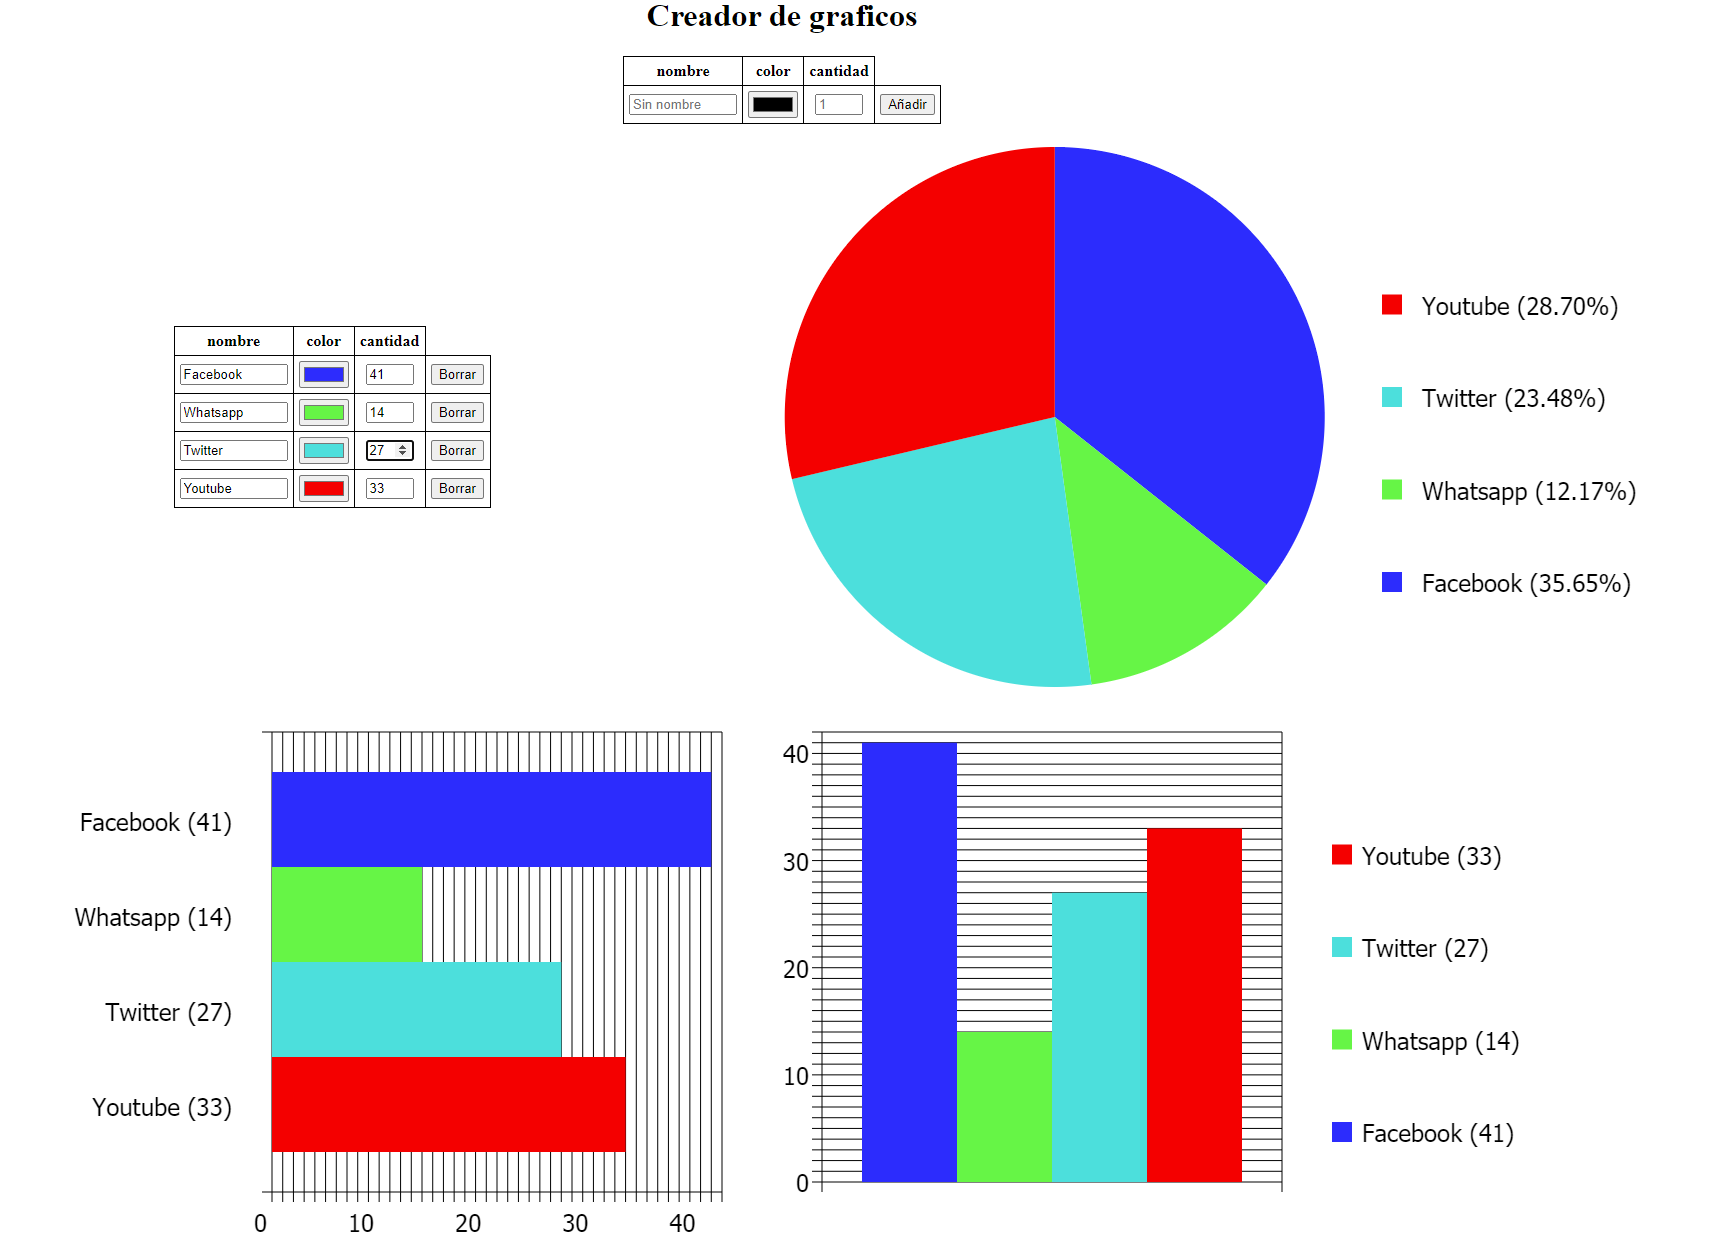 Creador de graficos
nombre color cantidad
Sin nombre 1 Añadir
nombre color cantidad
Facebook 41 Borrar
Whatsapp 14 Borrar
Twitter 27 Borrar
Youtube 33 Borrar
Youtube (28.70%)
Twitter (23.48%)
Whatsapp (12.17%)
Facebook (35.65%)
Facebook (41)
Whatsapp (14)
Twitter (27)
Youtube (33)
0 10 20 30 40
40
30
20
10
0
Youtube (33)
Twitter (27)
Whatsapp (14)
Facebook (41)